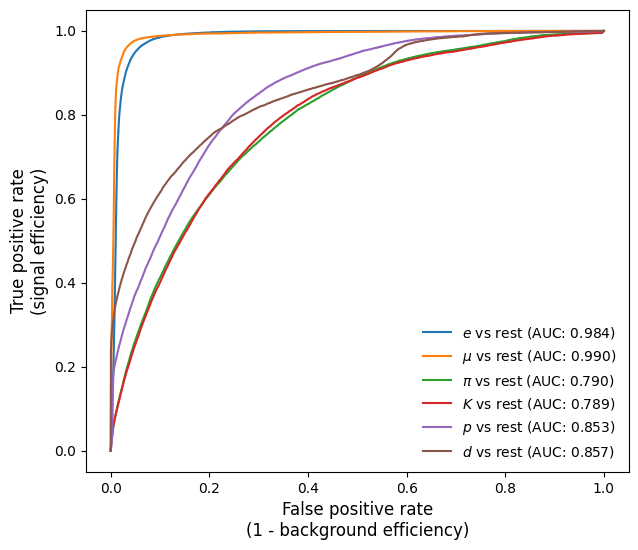 1.0
0.8
0.6
0.4
0.2
0.0
True positive rate
(signal efficiency)
e vs rest (AUC: 0.984)
μ vs rest (AUC: 0.990)
π vs rest (AUC: 0.790)
K vs rest (AUC: 0.789)
p vs rest (AUC: 0.853)
d vs rest (AUC: 0.857)
0.0 0.2 0.4 0.6 0.8 1.0
False positive rate
(1 - background efficiency)